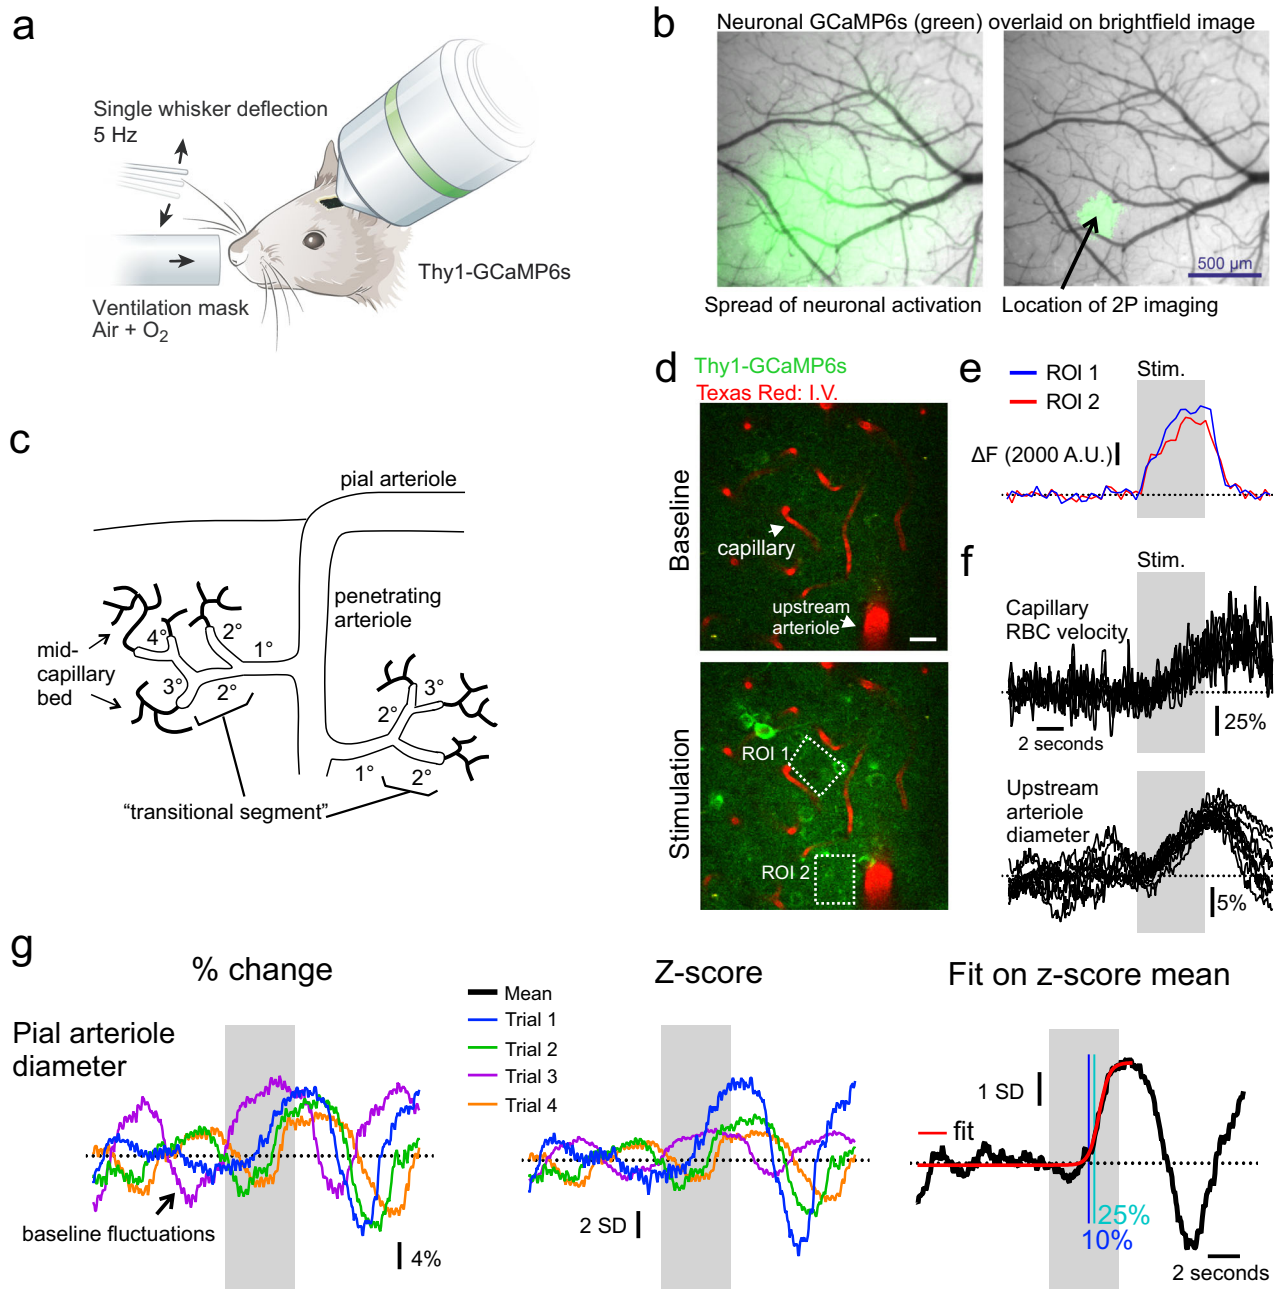 a
Single whisker deflection
5 Hz
Ventilation mask
Air + O2
Thy1-GCaMP6s
b
Neuronal GCaMP6s (green) overlaid on brightfield image
500 µm
Spread of neuronal activation
Location of 2P imaging
c
pial arteriole
penetrating
arteriole
mid-
capillary
bed
4°
2°
1°
3°
2°
3°
2°
1°
2°
“transitional segment”
d
Thy1-GCaMP6s
Texas Red: I.V.
Baseline
capillary
upstream
arteriole
Stimulation
ROI 1
ROI 2
e
ROI 1
ROI 2
Stim.
ΔF (2000 A.U.)
f
Stim.
Capillary
RBC velocity
25%
2 seconds
Upstream
arteriole
diameter
5%
g
% change
Pial arteriole
diameter
baseline fluctuations
4%
Mean
Trial 1
Trial 2
Trial 3
Trial 4
Z-score
2 SD
Fit on z-score mean
1 SD
fit
25%
10%
2 seconds